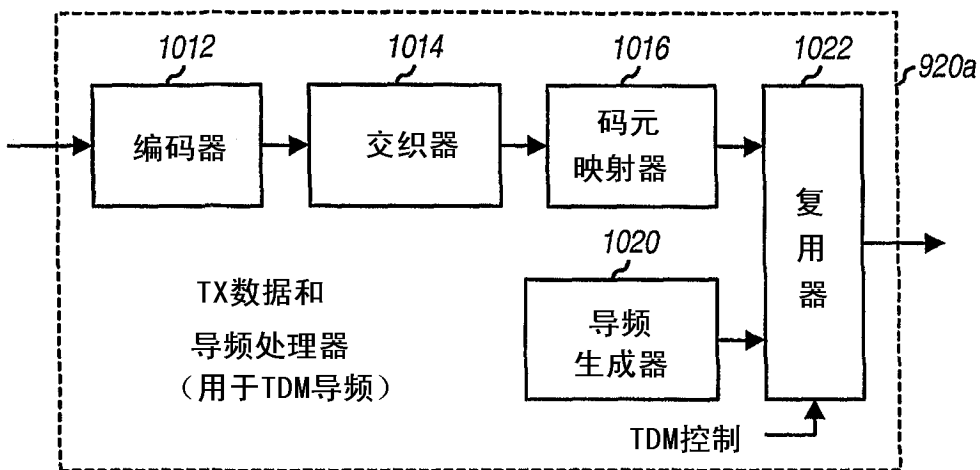 1012
1014
1016
1022
920a
编码器
交织器
码元
映射器
复
用
器
1020
TX数据和
导频处理器
（用于TDM导频）
导频
生成器
TDM控制